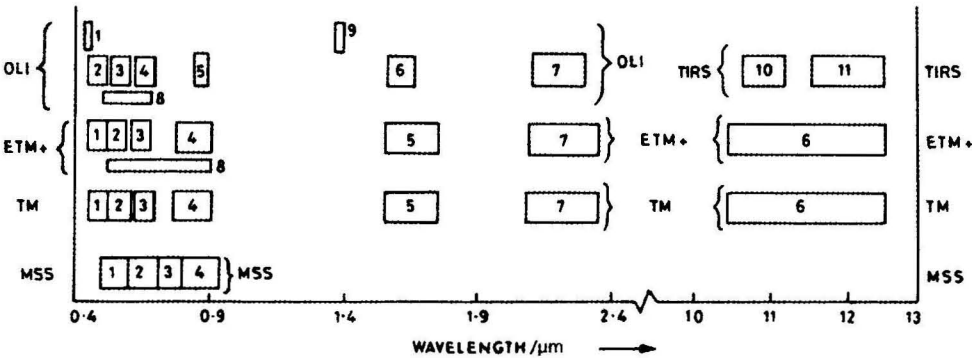 1 9
OLI 2 3 4 5 6 7 OLI TIRS 10 11 TIRS
8
ETM+ 1 2 3 4 5 7 ETM+ 6 ETM+
8
TM 1 2 3 4 5 7 TM 6 TM
MSS 1 2 3 4 MSS MSS
0·4 0·9 1·4 1·9 2·4 10 11 12 13
WAVELENGTH/µm